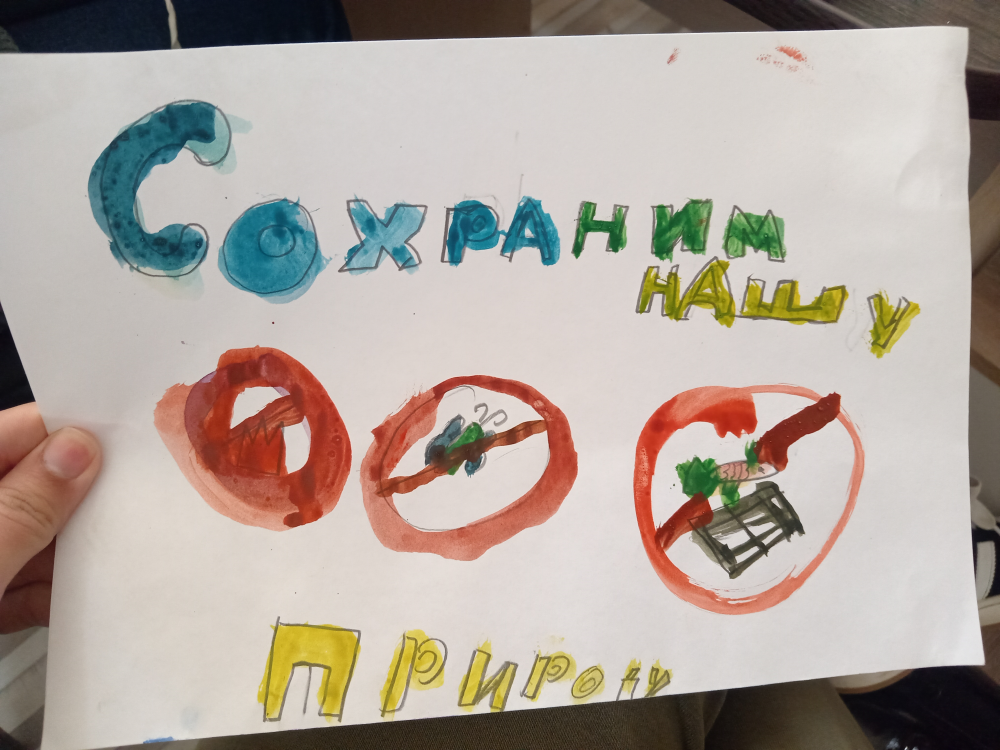 Сохраним
нашу
Природу